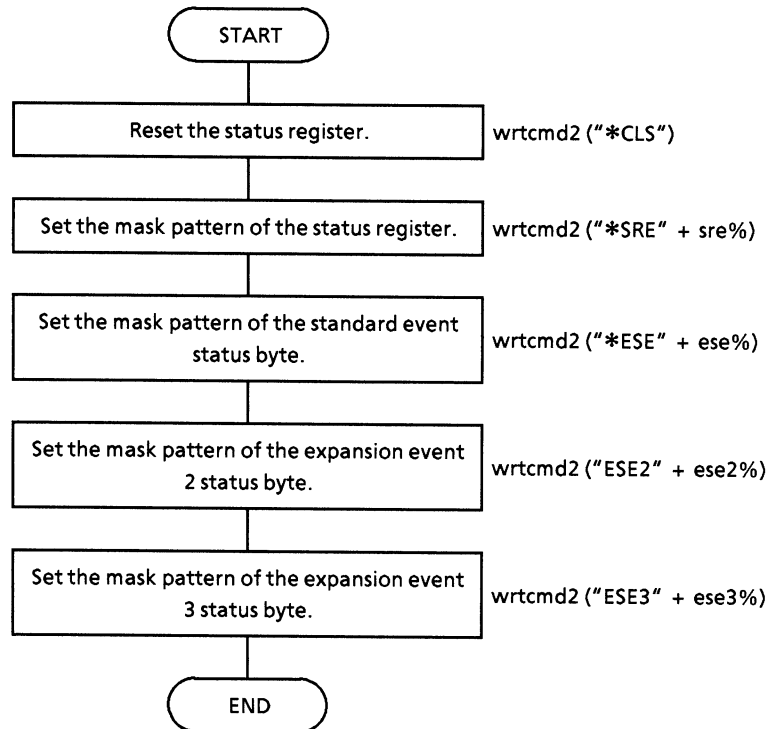 START
Reset the status register.
wrtcmd2 ("*CLS")
Set the mask pattern of the status register.
wrtcmd2 ("*SRE" + sre%)
Set the mask pattern of the standard event
status byte.
wrtcmd2 ("*ESE" + ese%)
Set the mask pattern of the expansion event
2 status byte.
wrtcmd2 ("ESE2" + ese2%)
Set the mask pattern of the expansion event
3 status byte.
wrtcmd2 ("ESE3" + ese3%)
END